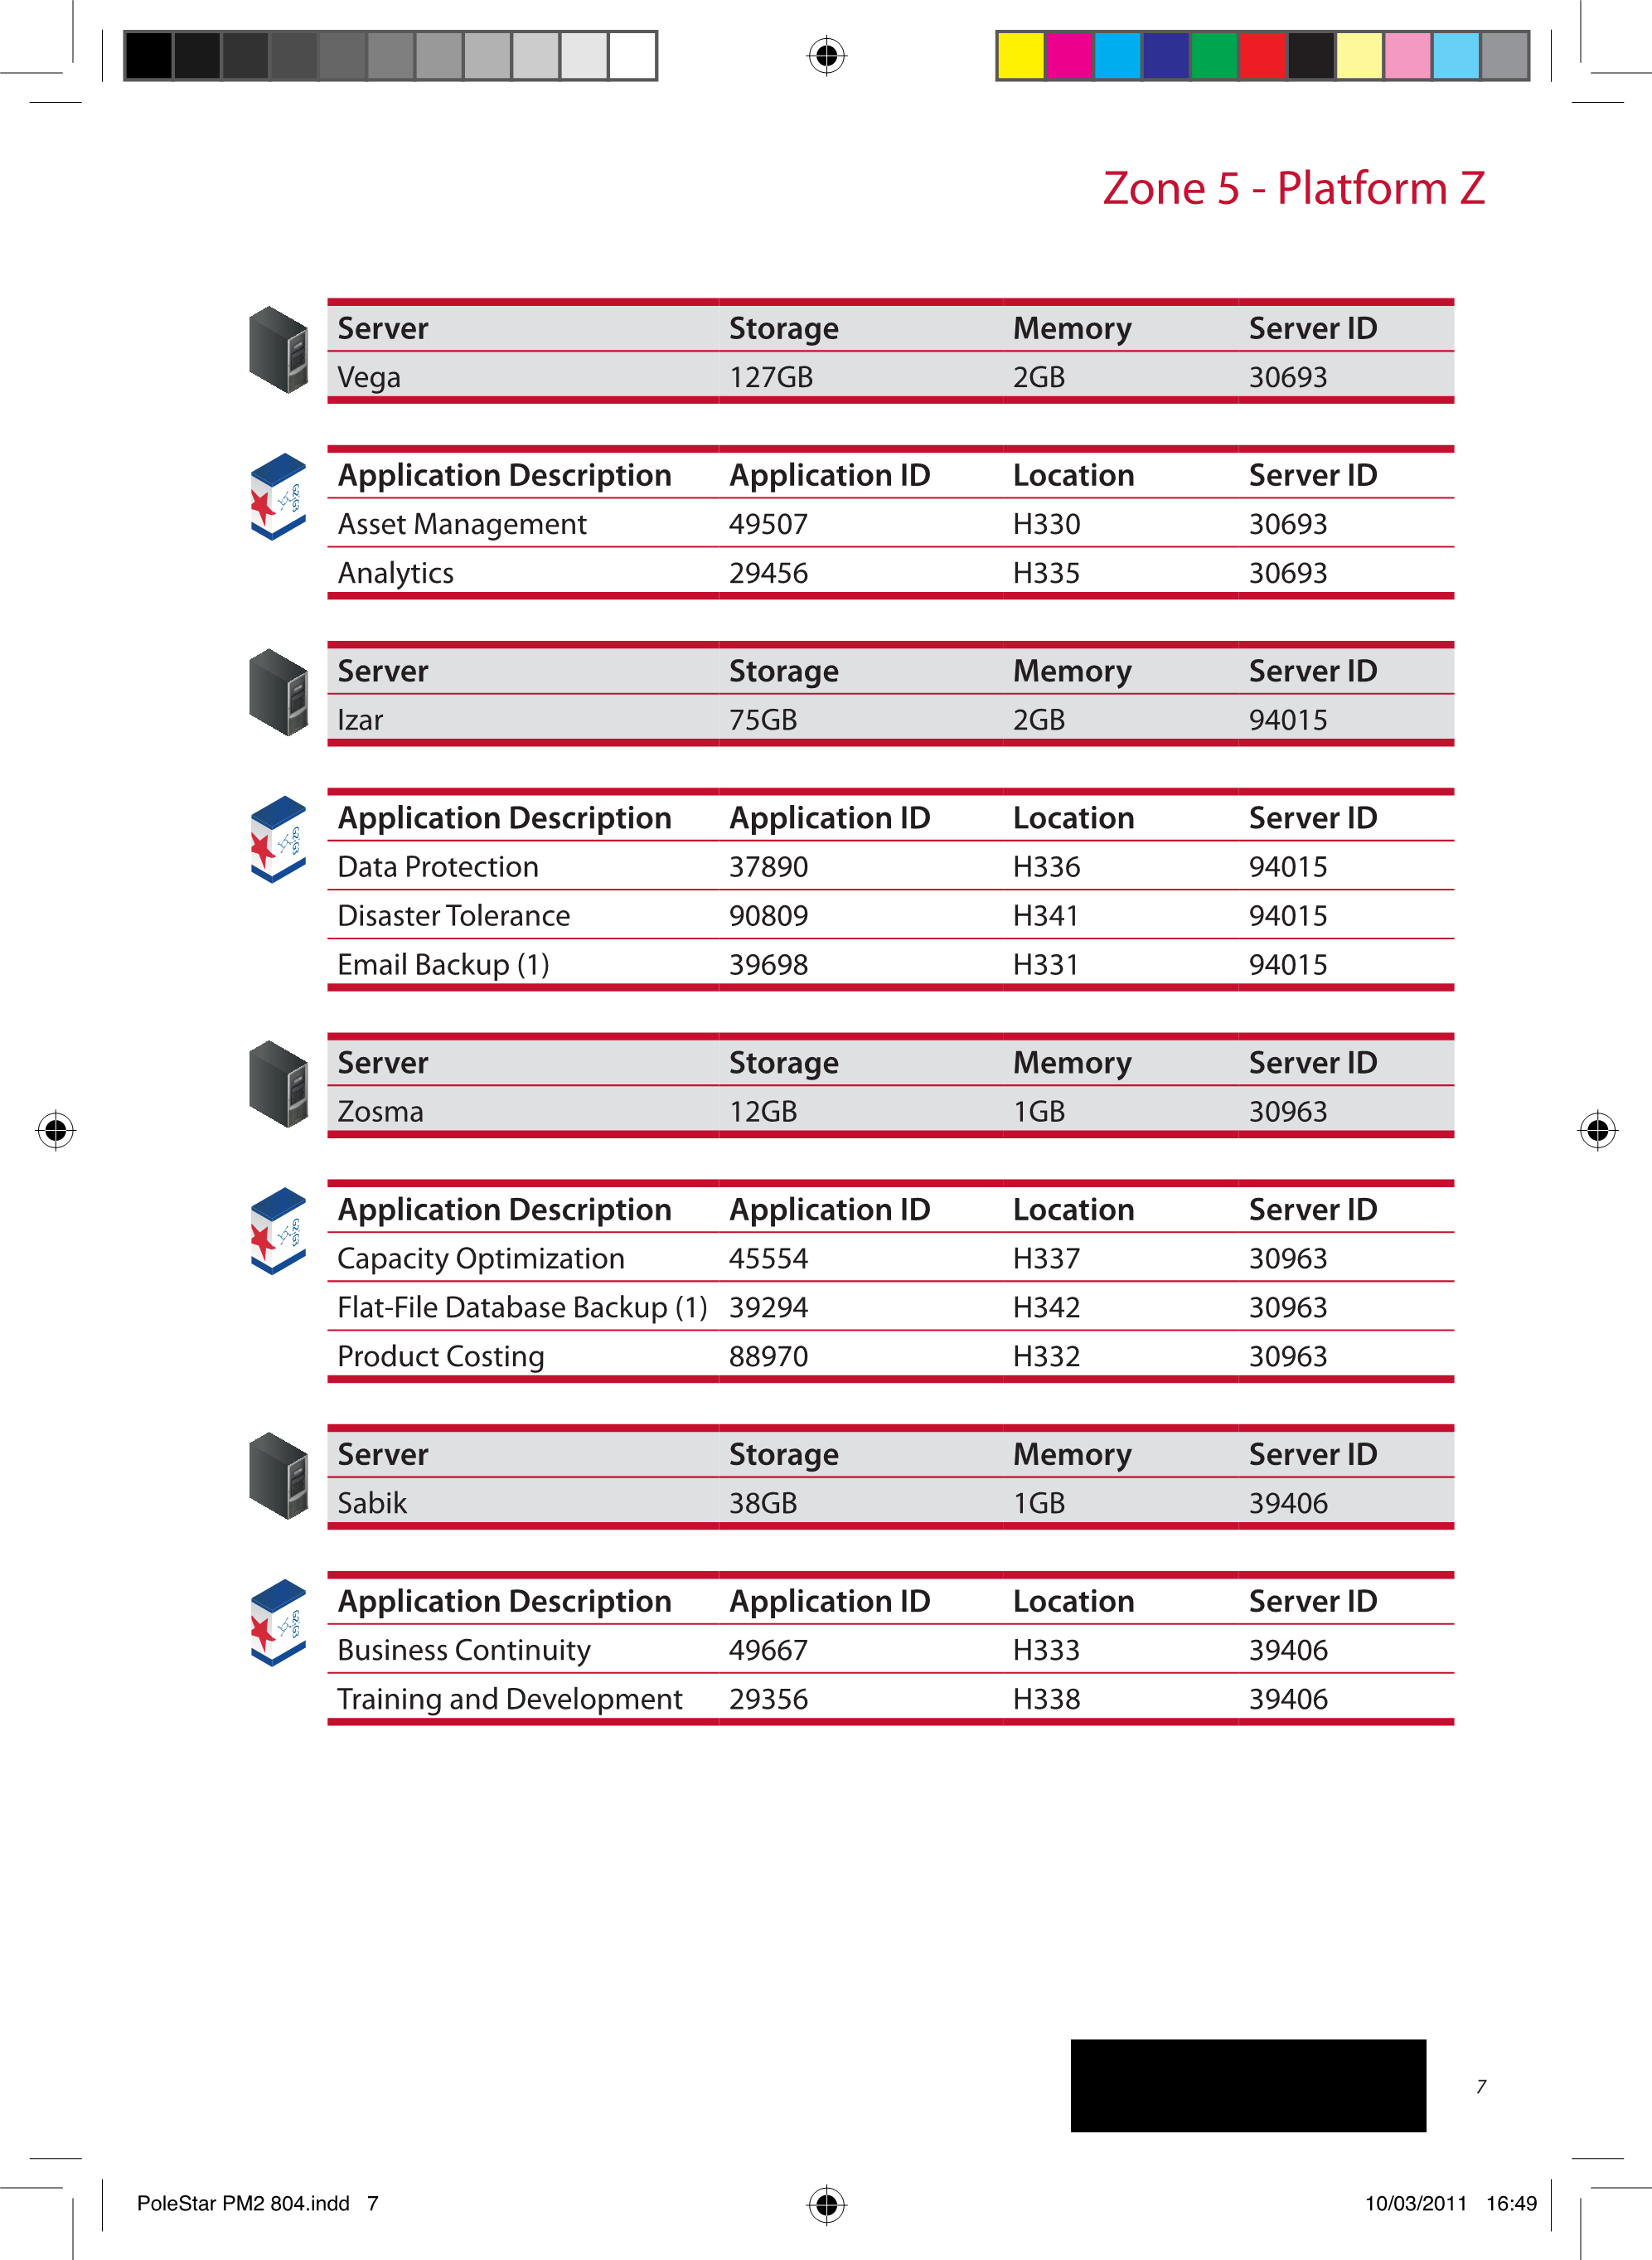 Zone 5 - Platform Z
Server Storage Memory Server ID
Vega 127GB 2GB 30693
Application Description Application ID Location Server ID
Asset Management 49507 H330 30693
Analytics 29456 H335 30693
Server Storage Memory Server ID
Izar 75GB 2GB 94015
Application Description Application ID Location Server ID
Data Protection 37890 H336 94015
Disaster Tolerance 90809 H341 94015
Email Backup (1) 39698 H331 94015
Server Storage Memory Server ID
Zosma 12GB 1GB 30963
Application Description Application ID Location Server ID
Capacity Optimization 45554 H337 30963
Flat-File Database Backup (1) 39294 H342 30963
Product Costing 88970 H332 30963
Server Storage Memory Server ID
Sabik 38GB 1GB 39406
Application Description Application ID Location Server ID
Business Continuity 49667 H333 39406
Training and Development 29356 H338 39406
7
PoleStar PM2 804.indd 7 10/03/2011 16:49